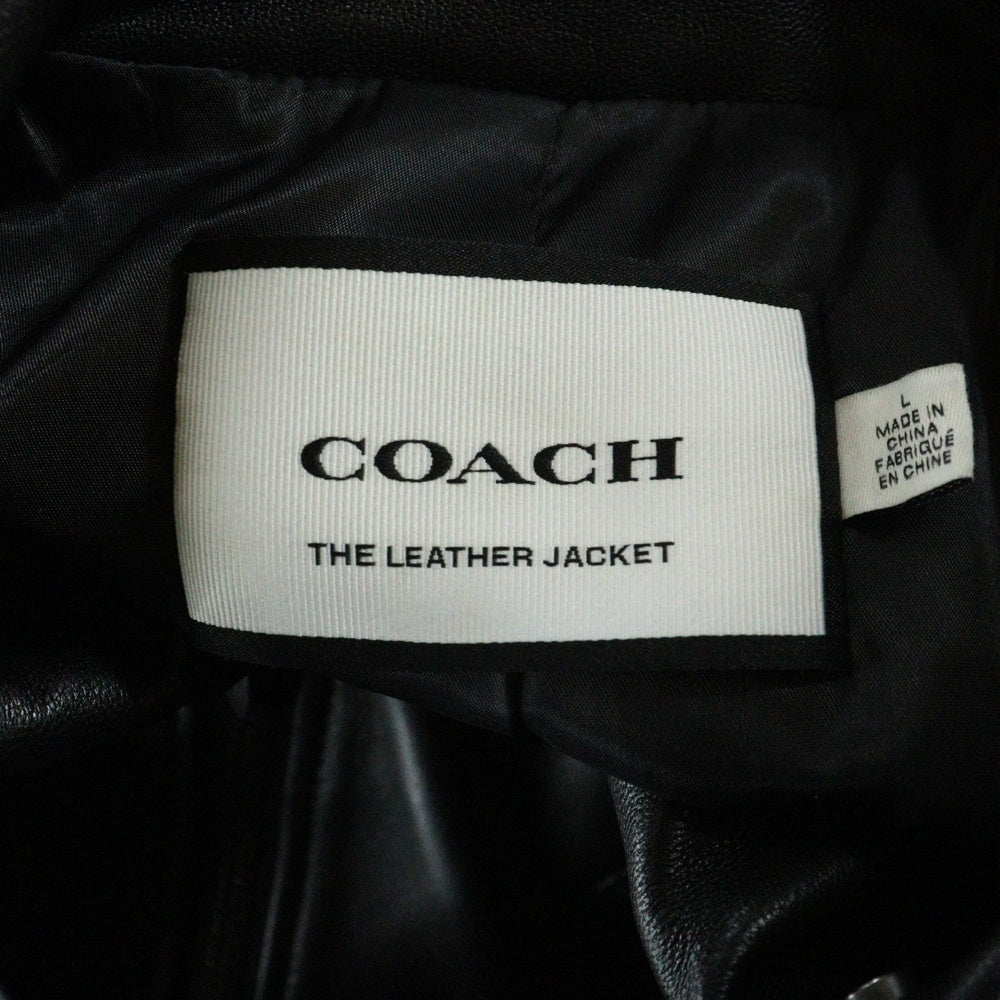 COACH
THE LEATHER JACKET
L
MADE IN
CHINA
FABRIQUÉ
EN CHINE